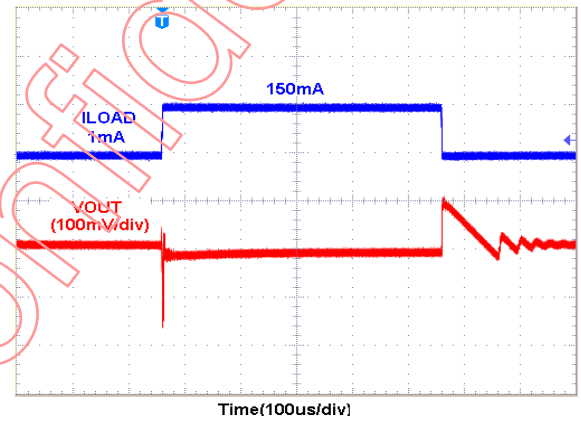 T
150mA
ILOAD
1mA
VOUT
(100mV/div)
Time(100us/div)